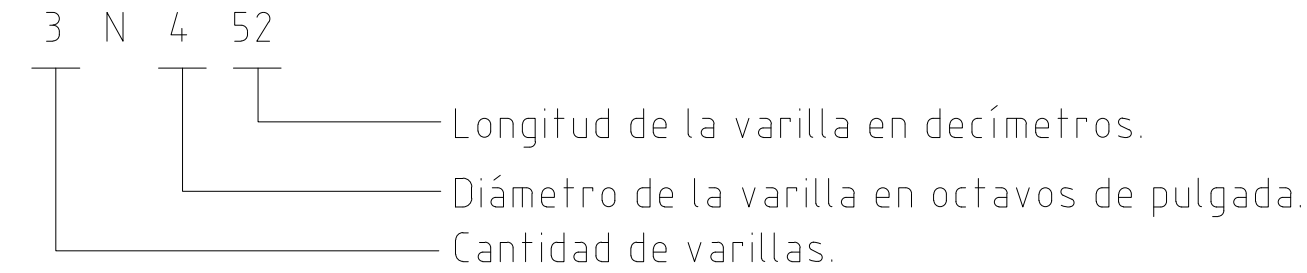 3 N 4 52
Longitud de la varilla en decímetros.
Diámetro de la varilla en octavos de pulgada.
Cantidad de varillas.